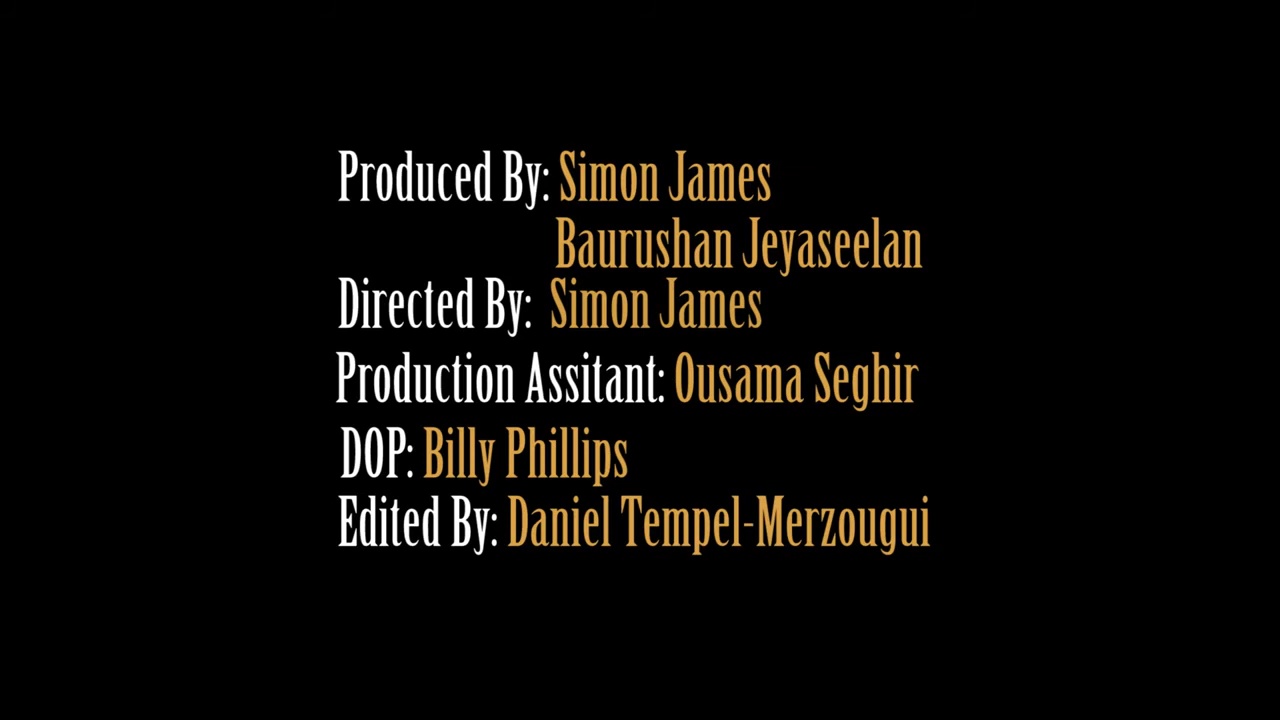 Produced By: Simon James
Baurushan Jeyaseelan
Directed By: Simon James
Production Assitant: Ousama Seghir
DOP: Billy Phillips
Edited By: Daniel Tempel-Merzougui